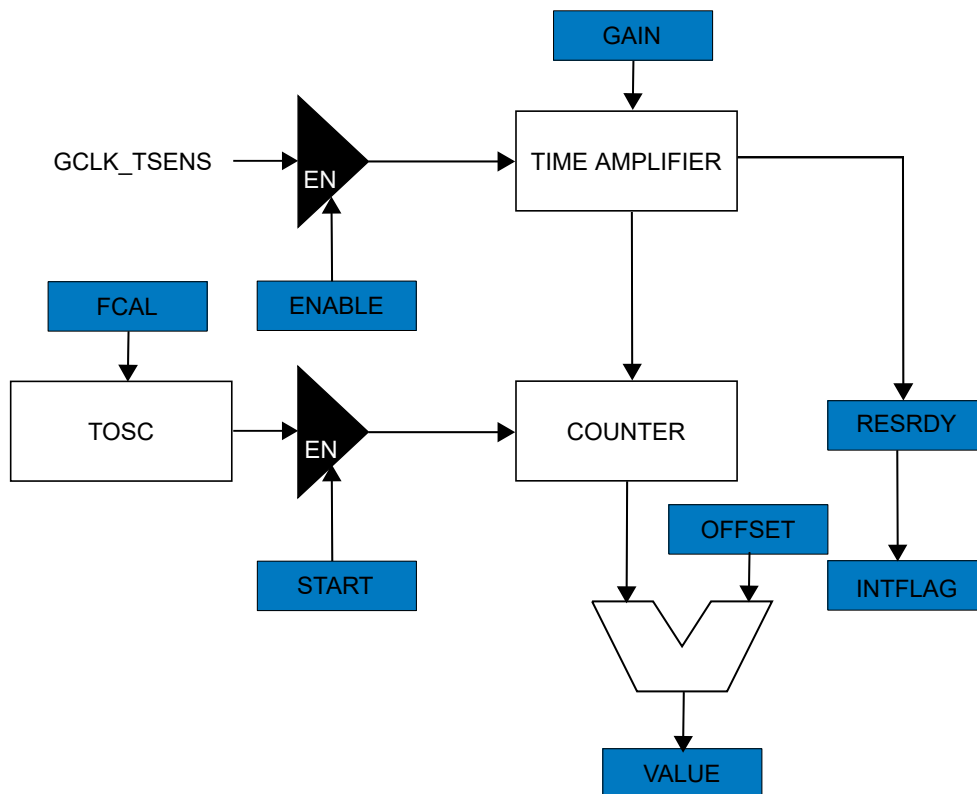 GAIN
GCLK_TSENS
EN
TIME AMPLIFIER
FCAL
ENABLE
TOSC
EN
COUNTER
RESRDY
OFFSET
START
INTFLAG
VALUE